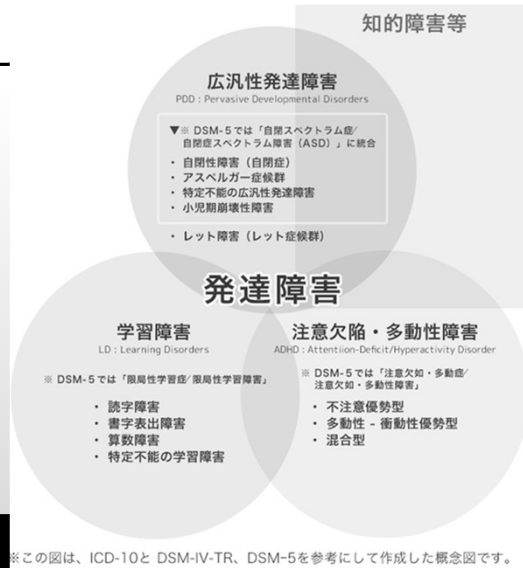 知的障害等
広汎性発達障害
PDD : Pervasive Developmental Disorders
▼※ DSM-5では「自閉スペクトラム症/
自閉症スペクトラム障害（ASD）」に統合
・ 自閉性障害（自閉症）
・ アスペルガー症候群
・ 特定不能の広汎性発達障害
・ 小児期崩壊性障害
・ レット障害（レット症候群）
発達障害
学習障害
LD : Learning Disorders
※ DSM-5では「限局性学習症/限局性学習障害」
・ 読字障害
・ 書字表出障害
・ 算数障害
・ 特定不能の学習障害
注意欠陥・多動性障害
ADHD : Attentiion-Deficit/Hyperactivity Disorder
※ DSM-5では「注意欠如・多動症/
注意欠如・多動性障害」
・ 不注意優勢型
・ 多動性 - 衝動性優勢型
・ 混合型
※この図は、ICD-10と DSM-IV-TR、DSM-5を参考にして作成した概念図です。